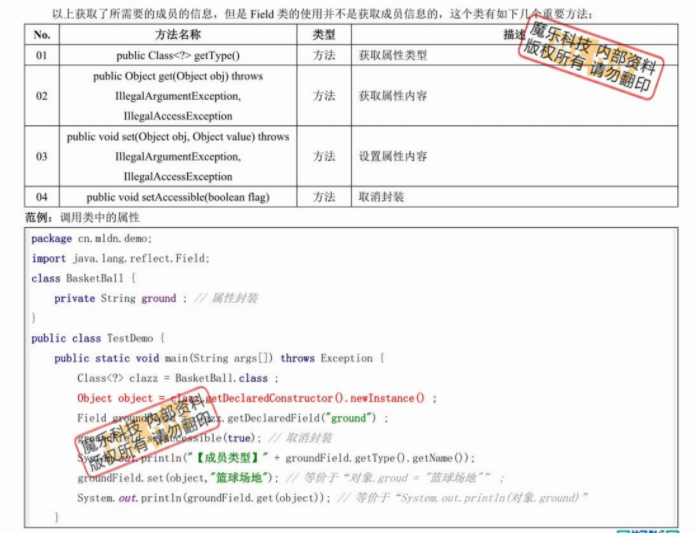 以上获取了所需要的成员的信息，但是 Field 类的使用并不是获取成员信息的，这个类有如下几个重要方法：
No. 方法名称 类型 描述
01 public Class<?> getType() 方法 获取属性类型
public Object get(Object obj) throws
02 IllegalArgumentException, 方法 获取属性内容
IllegalAccessException
public void set(Object obj, Object value) throws
03 IllegalArgumentException, 方法 设置属性内容
IllegalAccessException
04 public void setAccessible(boolean flag) 方法 取消封装
魔乐科技 内部资料
版权所有 请勿翻印
范例：调用类中的属性
package cn.mldn.demo;
import java.lang.reflect.Field;
class BasketBall {
private String ground ; // 属性封装
}
public class TestDemo {
public static void main(String args[]) throws Exception {
Class<?> clazz = BasketBall.class ;
Object object = clazz.getDeclaredConstructor().newInstance() ;
Field groundField = clazz.getDeclaredField("ground") ;
groundField.setAccessible(true); // 取消封装
System.out.println("【成员类型】" + groundField.getType().getName());
groundField.set(object,"篮球场地"); // 等价于“对象.groud = "篮球场地"” ;
System.out.println(groundField.get(object)); // 等价于“System.out.println(对象.ground)”
}
魔乐科技 内部资料
版权所有 请勿翻印